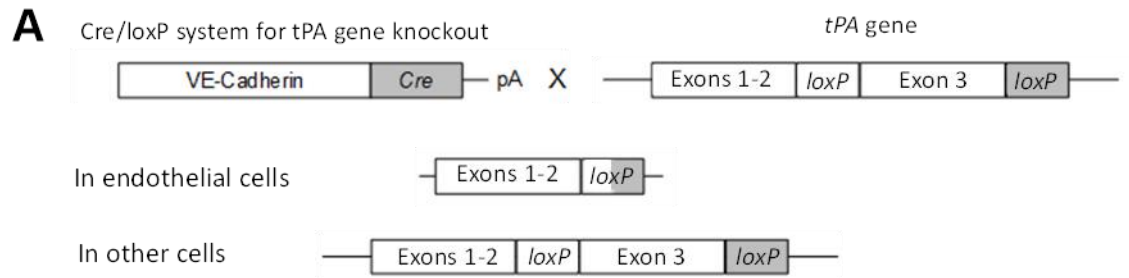 A
Cre/loxP system for tPA gene knockout
tPA gene
VE-Cadherin Cre pA X Exons 1-2 loxP Exon 3 loxP
In endothelial cells Exons 1-2 loxP
In other cells Exons 1-2 loxP Exon 3 loxP